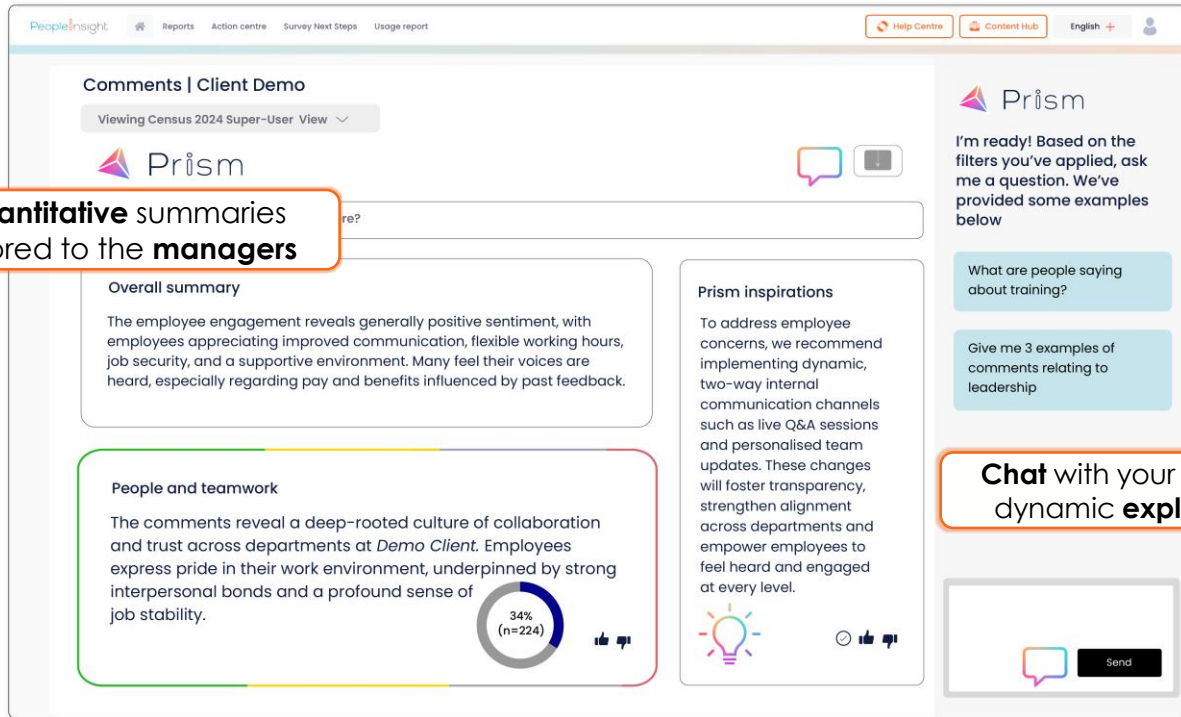 PeopleInsight Reports Action centre Survey Next Steps Usage report Help Centre Content Hub English +
Comments | Client Demo
Viewing Census 2024 Super-User View
Prism
antitative summaries
ored to the managers
re?
Overall summary
The employee engagement reveals generally positive sentiment, with
employees appreciating improved communication, flexible working hours,
job security, and a supportive environment. Many feel their voices are
heard, especially regarding pay and benefits influenced by past feedback.
People and teamwork
The comments reveal a deep-rooted culture of collaboration
and trust across departments at Demo Client. Employees
express pride in their work environment, underpinned by strong
interpersonal bonds and a profound sense of
job stability.
34%
(n=224)
Prism inspirations
To address employee
concerns, we recommend
implementing dynamic,
two-way internal
communication channels
such as live Q&A sessions
and personalised team
updates. These changes
will foster transparency,
strengthen alignment
across departments and
empower employees to
feel heard and engaged
at every level.
Prism
I'm ready! Based on the
filters you've applied, ask
me a question. We've
provided some examples
below
What are people saying
about training?
Give me 3 examples of
comments relating to
leadership
Chat with your
dynamic expl
Send